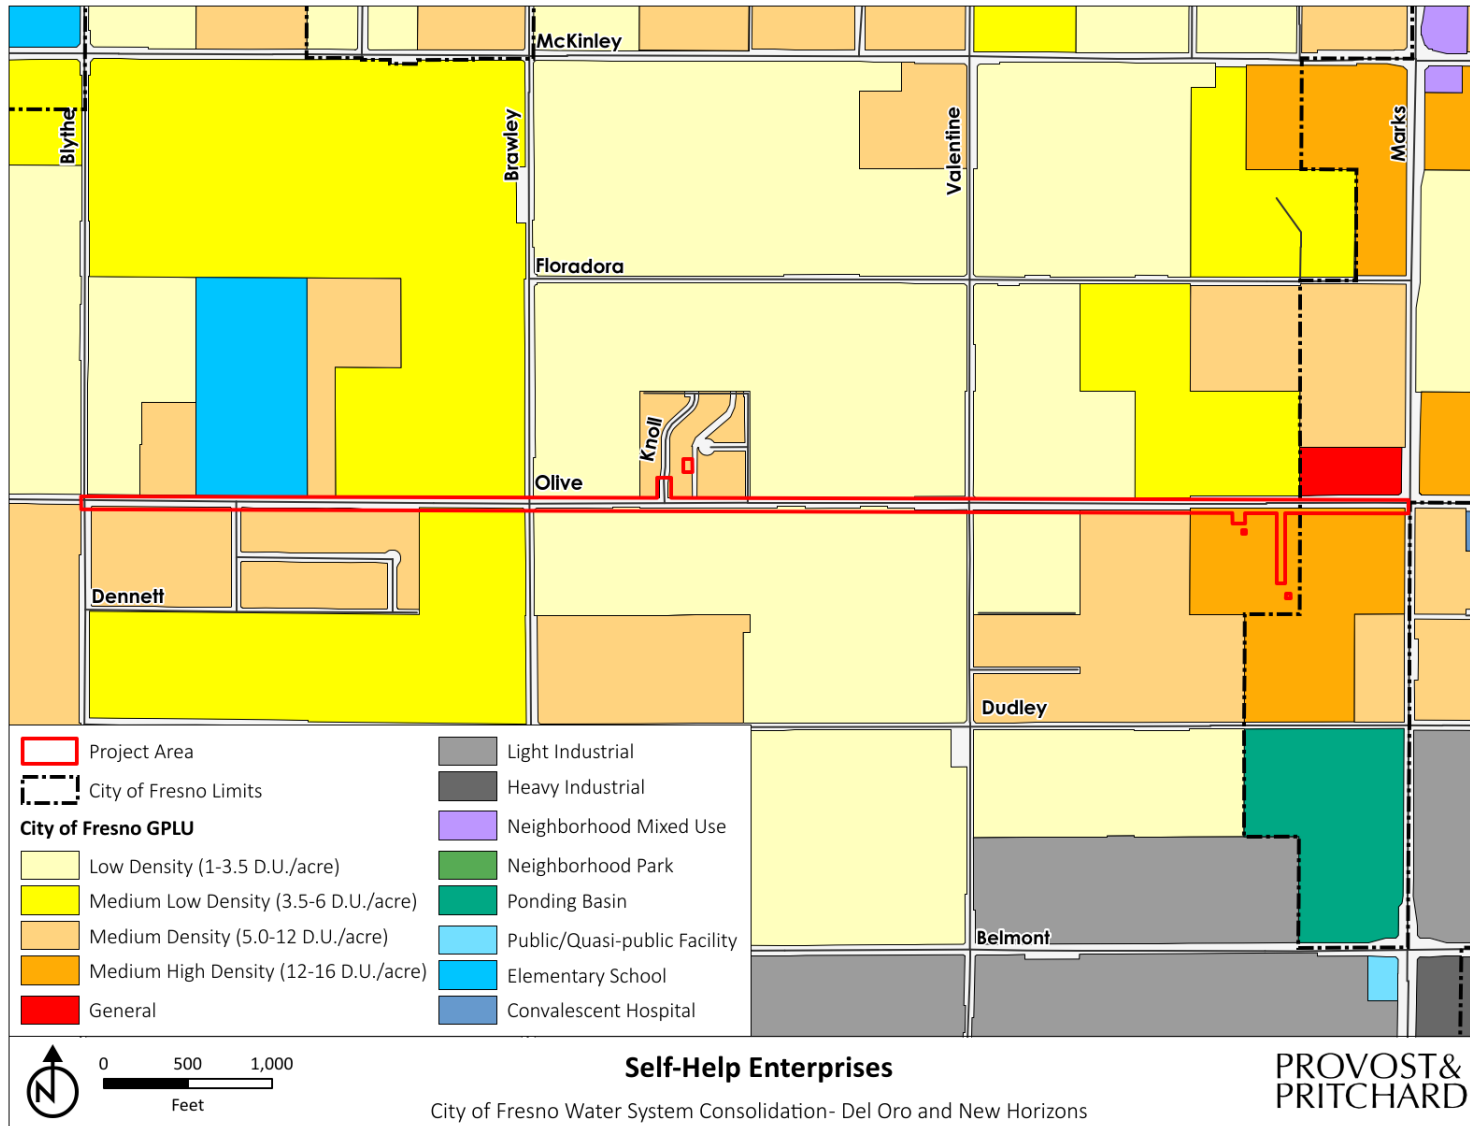 McKinley
Blythe
Brawley
Valentine
Marks
Floradora
Knoll
Olive
Dennett
Dudley
Belmont
Project Area
City of Fresno Limits
City of Fresno GPLU
Low Density (1-3.5 D.U./acre)
Medium Low Density (3.5-6 D.U./acre)
Medium Density (5.0-12 D.U./acre)
Medium High Density (12-16 D.U./acre)
General
Light Industrial
Heavy Industrial
Neighborhood Mixed Use
Neighborhood Park
Ponding Basin
Public/Quasi-public Facility
Elementary School
Convalescent Hospital
N
0 500 1,000
Feet
Self-Help Enterprises
City of Fresno Water System Consolidation- Del Oro and New Horizons
PROVOST&
PRITCHARD